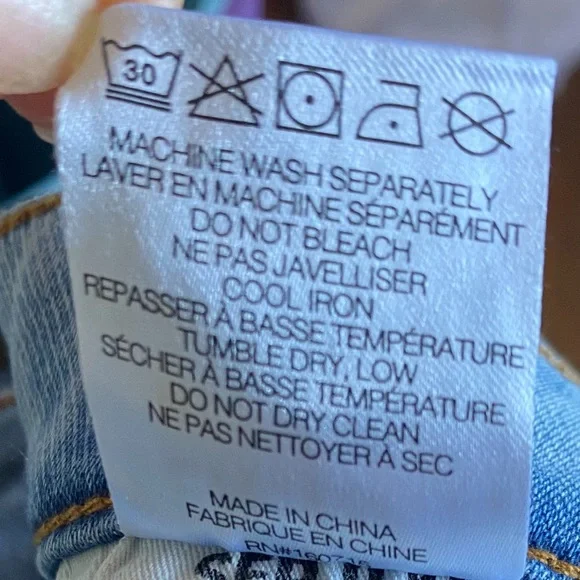 30
MACHINE WASH SEPARATELY
LAVER EN MACHINE SÉPARÉMENT
DO NOT BLEACH
NE PAS JAVELLISER
COOL IRON
REPASSER À BASSE TEMPÉRATURE
TUMBLE DRY, LOW
SÉCHER À BASSE TEMPÉRATURE
DO NOT DRY CLEAN
NE PAS NETTOYER À SEC
MADE IN CHINA
FABRIQUE EN CHINE